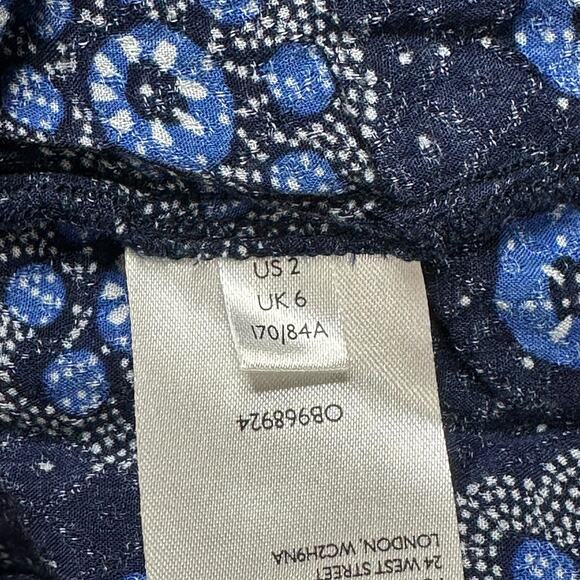 US 2
UK 6
170/84A
OB968924
24 WEST STREET
LONDON, WC2H9NA